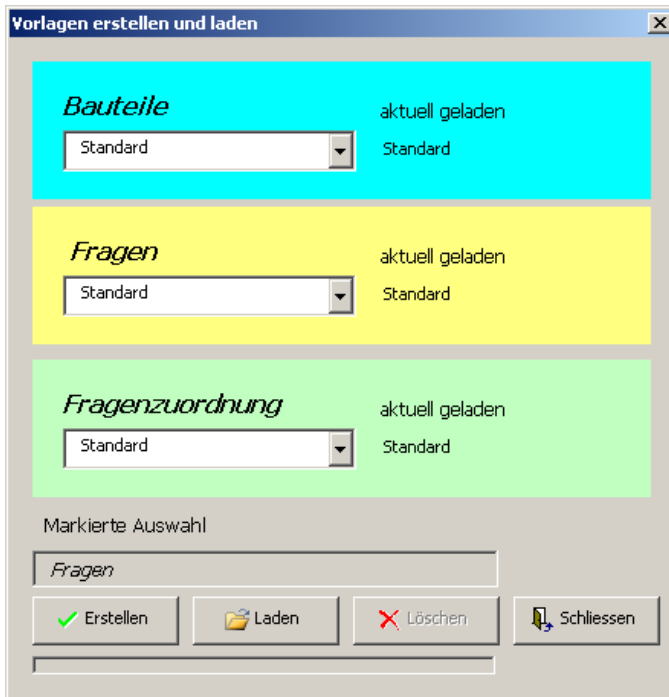 Vorlagen erstellen und laden
Bauteile
aktuell geladen
Standard
Standard
Fragen
aktuell geladen
Standard
Standard
Fragenzuordnung
aktuell geladen
Standard
Standard
Markierte Auswahl
Fragen
Erstellen
Laden
Löschen
Schliessen